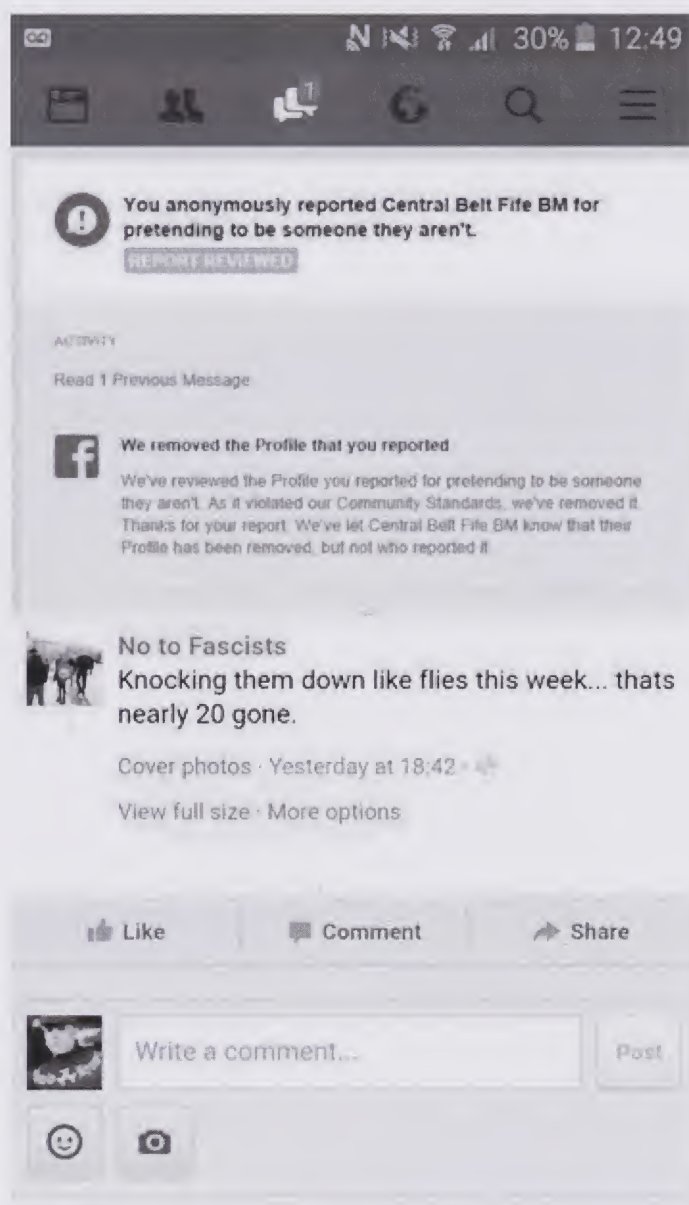 30% 12:49
1
You anonymously reported Central Belt Fife BM for
pretending to be someone they aren't.
REPORT REVIEWED
ACTIVITY
Read 1 Previous Message
We removed the Profile that you reported
We've reviewed the Profile you reported for pretending to be someone
they aren't. As it violated our Community Standards, we've removed it.
Thanks for your report. We've let Central Belt Fife BM know that their
Profile has been removed, but not who reported it.
No to Fascists
Knocking them down like flies this week... thats
nearly 20 gone.
Cover photos · Yesterday at 18:42 ·
View full size · More options
Like Comment Share
Write a comment... Post